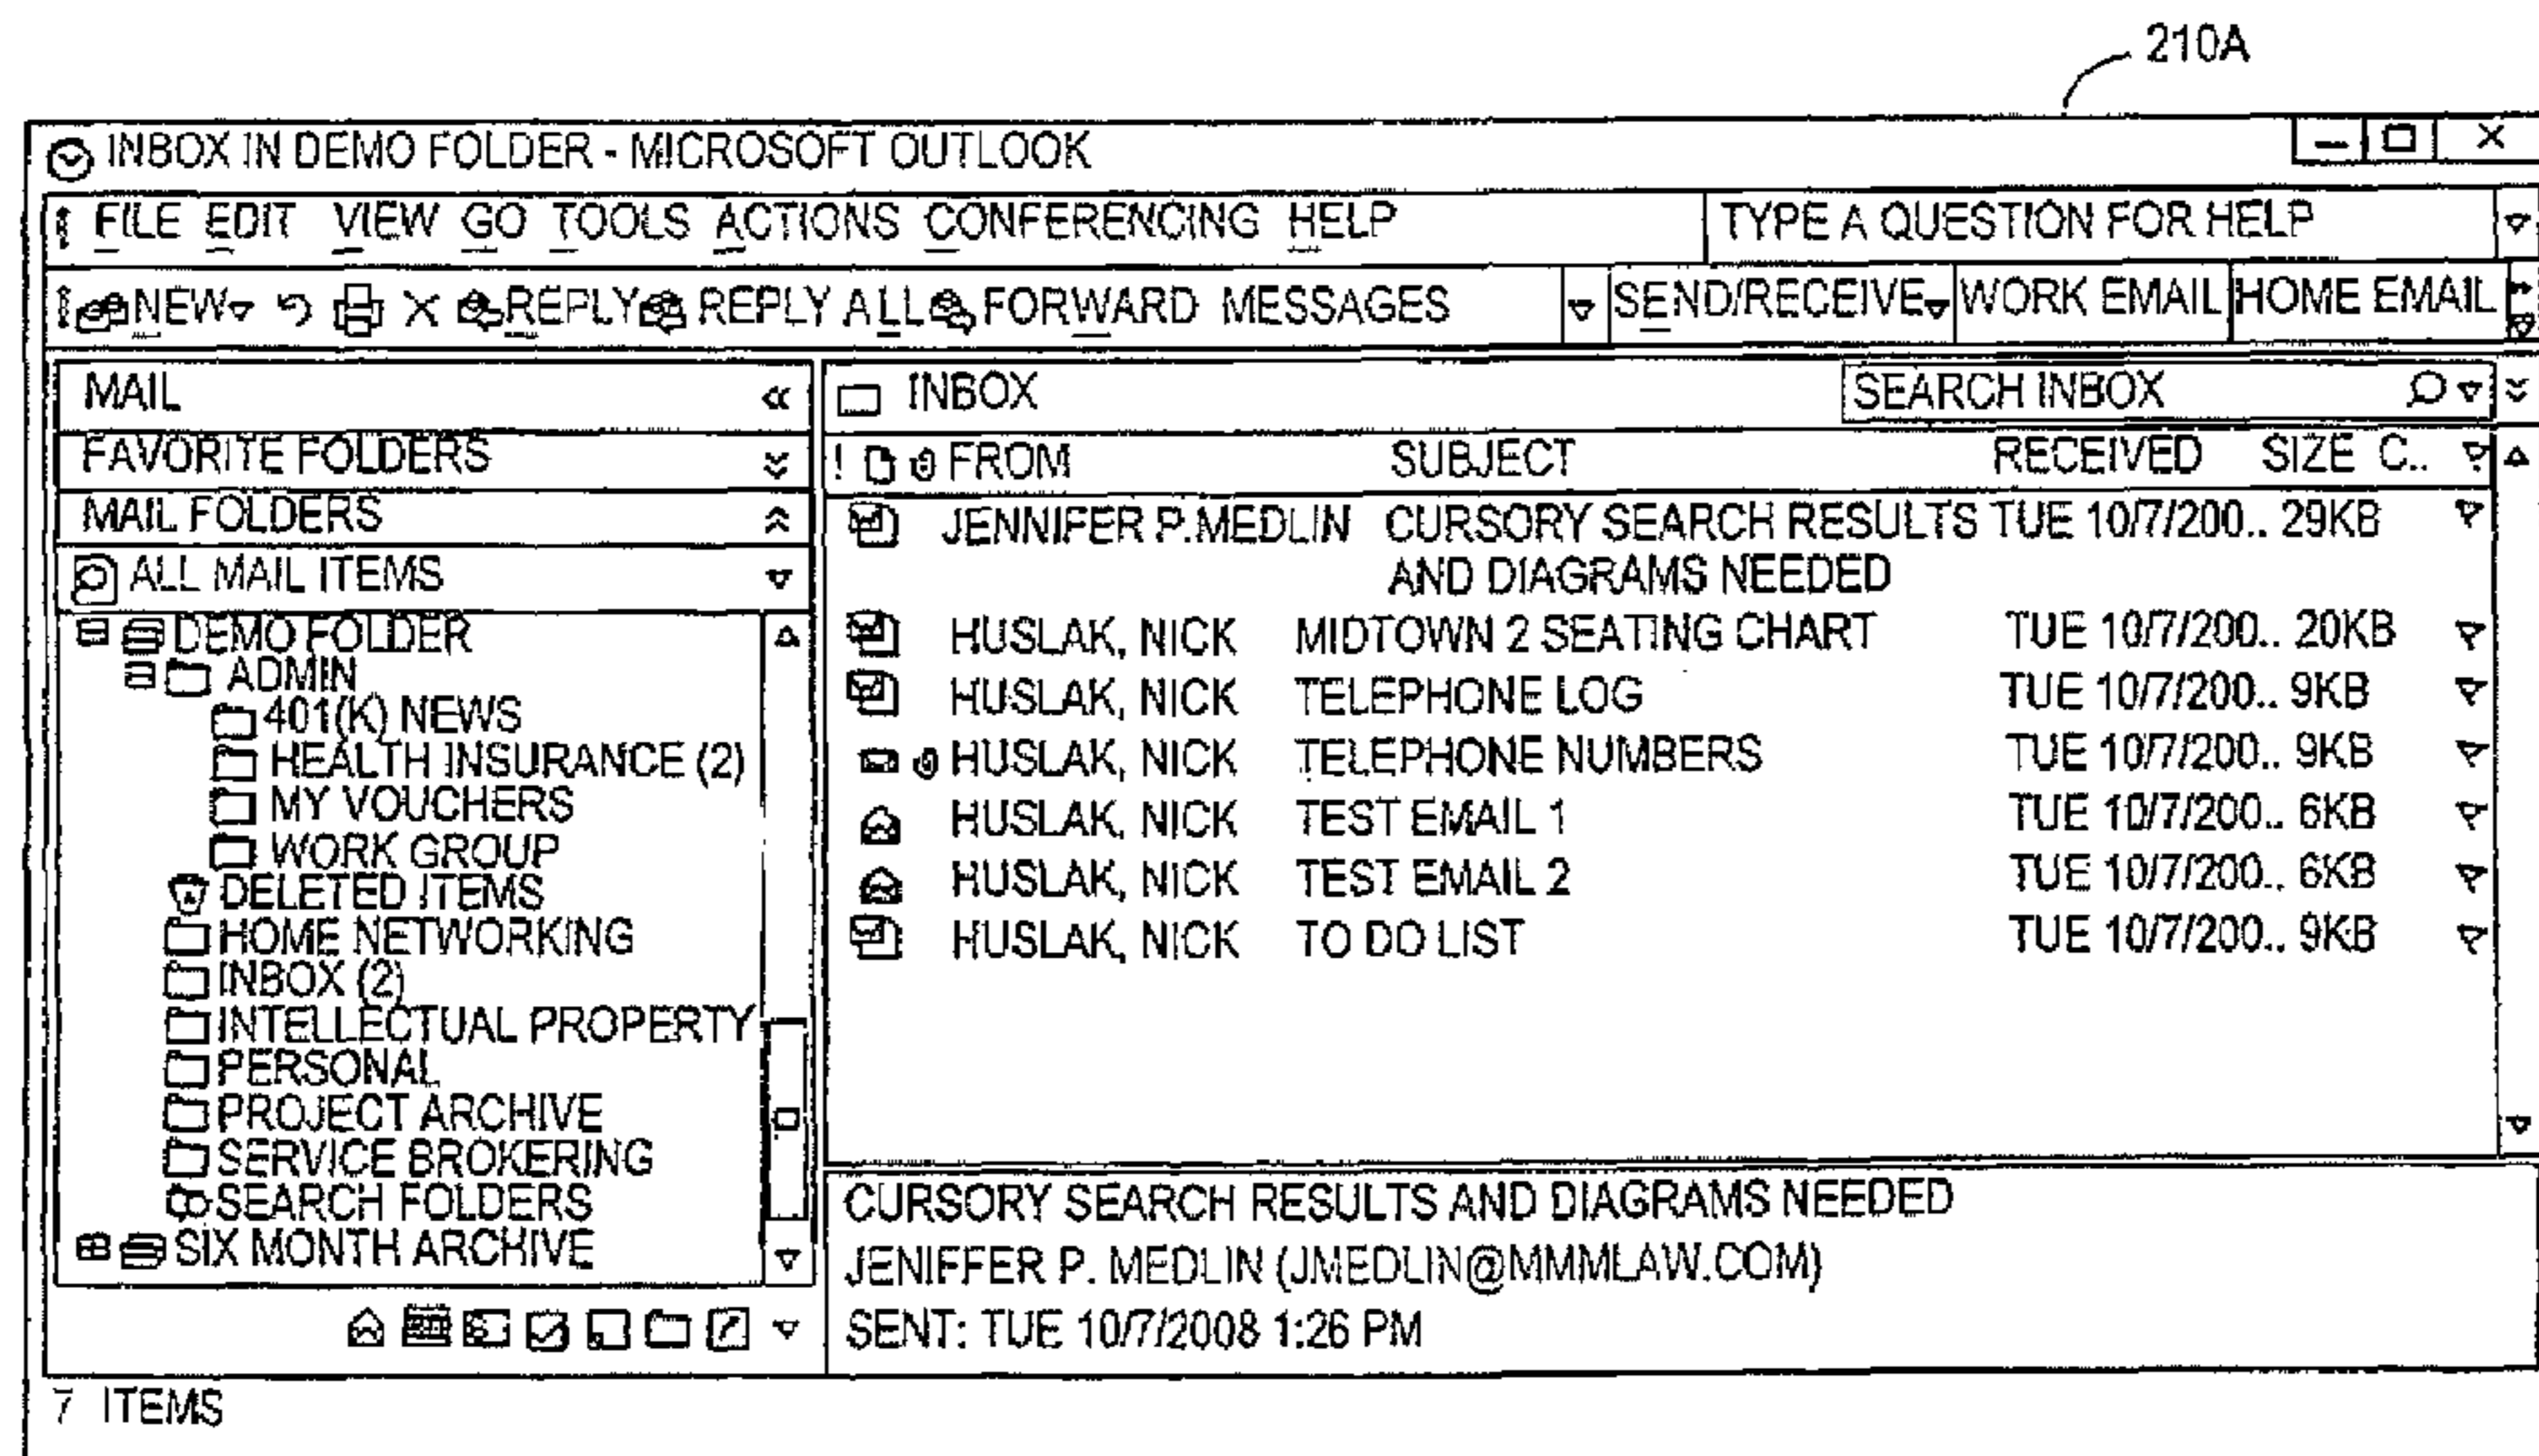 210A
INBOX IN DEMO FOLDER - MICROSOFT OUTLOOK
FILE EDIT VIEW GO TOOLS ACTIONS CONFERENCING HELP TYPE A QUESTION FOR HELP
NEW REPLY REPLY ALL FORWARD MESSAGES SEND/RECEIVE WORK EMAIL HOME EMAIL
MAIL «
FAVORITE FOLDERS
MAIL FOLDERS
ALL MAIL ITEMS
DEMO FOLDER
ADMIN
401(K) NEWS
HEALTH INSURANCE (2)
MY VOUCHERS
WORK GROUP
DELETED ITEMS
HOME NETWORKING
INBOX (2)
INTELLECTUAL PROPERTY
PERSONAL
PROJECT ARCHIVE
SERVICE BROKERING
SEARCH FOLDERS
SIX MONTH ARCHIVE
INBOX SEARCH INBOX
! FROM SUBJECT RECEIVED SIZE C..
JENNIFER P.MEDLIN CURSORY SEARCH RESULTS TUE 10/7/200.. 29KB
AND DIAGRAMS NEEDED
HUSLAK, NICK MIDTOWN 2 SEATING CHART TUE 10/7/200.. 20KB
HUSLAK, NICK TELEPHONE LOG TUE 10/7/200.. 9KB
HUSLAK, NICK TELEPHONE NUMBERS TUE 10/7/200.. 9KB
HUSLAK, NICK TEST EMAIL 1 TUE 10/7/200.. 6KB
HUSLAK, NICK TEST EMAIL 2 TUE 10/7/200.. 6KB
HUSLAK, NICK TO DO LIST TUE 10/7/200.. 9KB
CURSORY SEARCH RESULTS AND DIAGRAMS NEEDED
JENIFFER P. MEDLIN (JMEDLIN@MMMLAW.COM)
SENT: TUE 10/7/2008 1:26 PM
7 ITEMS